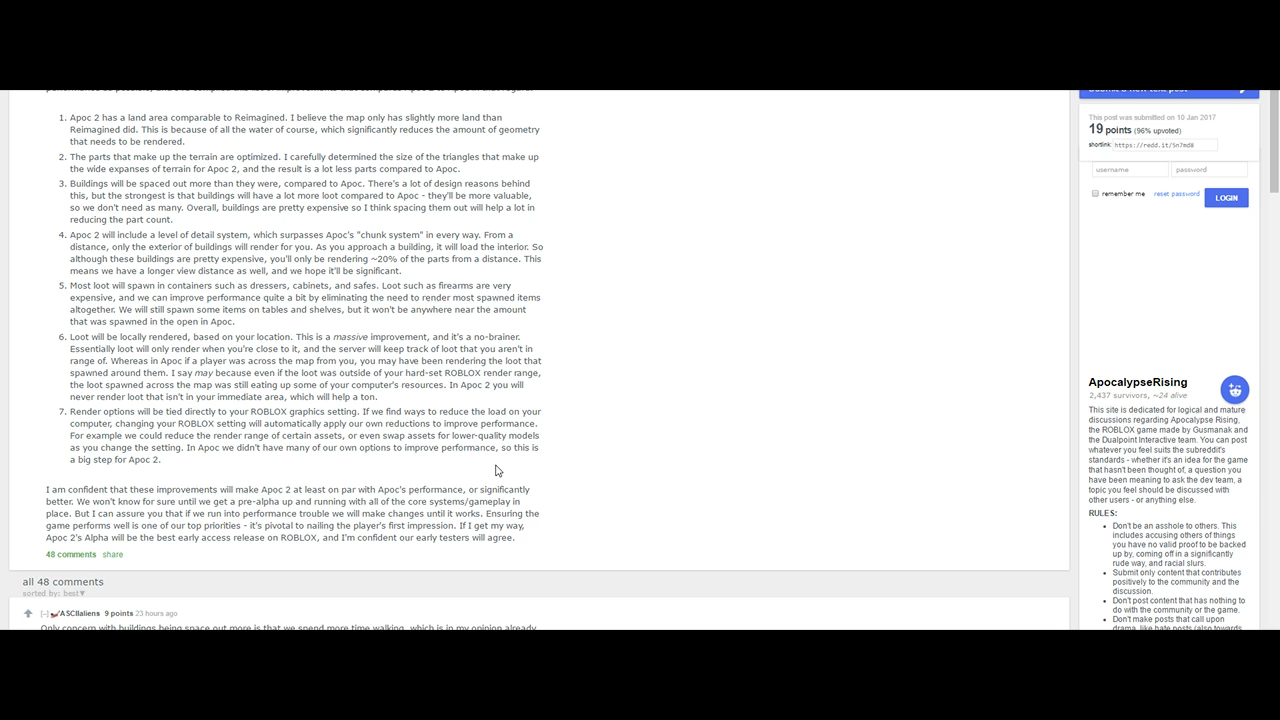 1. Apoc 2 has a land area comparable to Reimagined. I believe the map only has slightly more land than
Reimagined did. This is because of all the water of course, which significantly reduces the amount of geometry
that needs to be rendered.
2. The parts that make up the terrain are optimized. I carefully determined the size of the triangles that make up
the wide expanses of terrain for Apoc 2, and the result is a lot less parts compared to Apoc.
3. Buildings will be spaced out more than they were, compared to Apoc. There's a lot of design reasons behind
this, but the strongest is that buildings will have a lot more loot compared to Apoc - they'll be more valuable,
so we don't need as many. Overall, buildings are pretty expensive so I think spacing them out will help a lot in
reducing the part count.
4. Apoc 2 will include a level of detail system, which surpasses Apoc's "chunk system" in every way. From a
distance, only the exterior of buildings will render for you. As you approach a building, it will load the interior. So
although these buildings are pretty expensive, you'll only be rendering ~20% of the parts from a distance. This
means we have a longer view distance as well, and we hope it'll be significant.
5. Most loot will spawn in containers such as dressers, cabinets, and safes. Loot such as firearms are very
expensive, and we can improve performance quite a bit by eliminating the need to render most spawned items
altogether. We will still spawn some items on tables and shelves, but it won't be anywhere near the amount
that was spawned in the open in Apoc.
6. Loot will be locally rendered, based on your location. This is a massive improvement, and it's a no-brainer.
Essentially loot will only render when you're close to it, and the server will keep track of loot that you aren't in
range of. Whereas in Apoc if a player was across the map from you, you may have been rendering the loot that
spawned around them. I say may because even if the loot was outside of your hard-set ROBLOX render range,
the loot spawned across the map was still eating up some of your computer's resources. In Apoc 2 you will
never render loot that isn't in your immediate area, which will help a ton.
7. Render options will be tied directly to your ROBLOX graphics setting. If we find ways to reduce the load on your
computer, changing your ROBLOX setting will automatically apply our own reductions to improve performance.
For example we could reduce the render range of certain assets, or even swap assets for lower-quality models
as you change the setting. In Apoc we didn't have many of our own options to improve performance, so this is
a big step for Apoc 2.
I am confident that these improvements will make Apoc 2 at least on par with Apoc's performance, or significantly
better. We won't know for sure until we get a pre-alpha up and running with all of the core systems/gameplay in
place. But I can assure you that if we run into performance trouble we will make changes until it works. Ensuring the
game performs well is one of our top priorities - it's pivotal to nailing the player's first impression. If I get my way,
Apoc 2's Alpha will be the best early access release on ROBLOX, and I'm confident our early testers will agree.
48 comments share
all 48 comments
sorted by: best▼
[–] ASCIIaliens 9 points 23 hours ago
Only concern with buildings being space out more is that we spend more time walking, which is in my opinion already
This post was submitted on 10 Jan 2017
19 points (96% upvoted)
shortlink: https://redd.it/5n7md8
username password
remember me reset password LOGIN
ApocalypseRising
2,437 survivors, ~24 alive
This site is dedicated for logical and mature
discussions regarding Apocalypse Rising,
the ROBLOX game made by Gusmanak
and the Dualpoint Interactive team. You can post
whatever you feel suits the subreddit's
standards - whether it's an idea for the game
that hasn't been thought of, a question you
have been meaning to ask the dev team, a
topic you feel should be discussed with
other users - or anything else.
RULES:
• Don't be an asshole to others. This
includes accusing others of things
you have no valid proof to be backed
up by, coming off in a significantly
rude way, and racial slurs.
• Submit only content that contributes
positively to the community and the
discussion.
• Don't post content that has nothing to
do with the community or the game.
• Don't make posts that call upon
drama, like hate posts (also towards